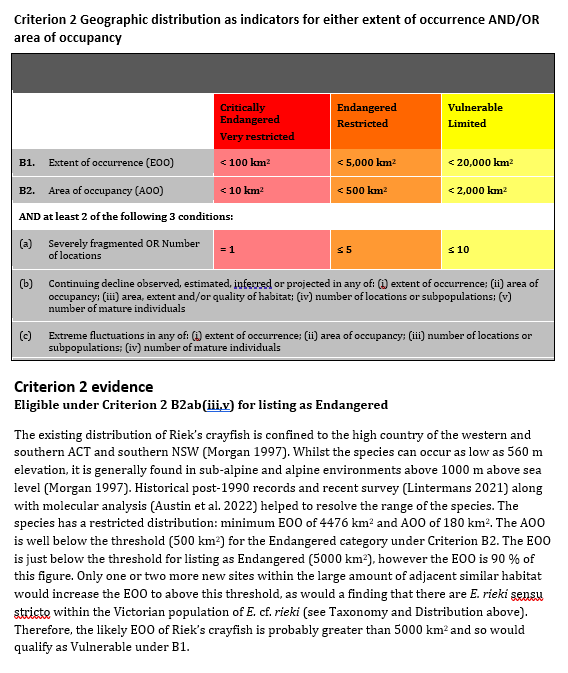 Criterion 2 Geographic distribution as indicators for either extent of occurrence AND/OR
area of occupancy
Critically
Endangered
Very restricted
Endangered
Restricted
Vulnerable
Limited
B1. Extent of occurrence (EOO) < 100 km² < 5,000 km² < 20,000 km²
B2. Area of occupancy (AOO) < 10 km² < 500 km² < 2,000 km²
AND at least 2 of the following 3 conditions:
(a) Severely fragmented OR Number
of locations
= 1 ≤ 5 ≤ 10
(b) Continuing decline observed, estimated, inferred or projected in any of: (i) extent of occurrence; (ii) area of
occupancy; (iii) area, extent and/or quality of habitat; (iv) number of locations or subpopulations; (v)
number of mature individuals
(c) Extreme fluctuations in any of: (i) extent of occurrence; (ii) area of occupancy; (iii) number of locations or
subpopulations; (iv) number of mature individuals
Criterion 2 evidence
Eligible under Criterion 2 B2ab(iii,v) for listing as Endangered
The existing distribution of Riek's crayfish is confined to the high country of the western and
southern ACT and southern NSW (Morgan 1997). Whilst the species can occur as low as 560 m
elevation, it is generally found in sub-alpine and alpine environments above 1000 m above sea
level (Morgan 1997). Historical post-1990 records and recent survey (Lintermans 2021) along
with molecular analysis (Austin et al. 2022) helped to resolve the range of the species. The
species has a restricted distribution: minimum EOO of 4476 km² and AOO of 180 km². The AOO
is well below the threshold (500 km²) for the Endangered category under Criterion B2. The EOO
is just below the threshold for listing as Endangered (5000 km²), however the EOO is 90 % of
this figure. Only one or two more new sites within the large amount of adjacent similar habitat
would increase the EOO to above this threshold, as would a finding that there are E. rieki sensu
stricto within the Victorian population of E. cf. rieki (see Taxonomy and Distribution above).
Therefore, the likely EOO of Riek's crayfish is probably greater than 5000 km² and so would
qualify as Vulnerable under B1.